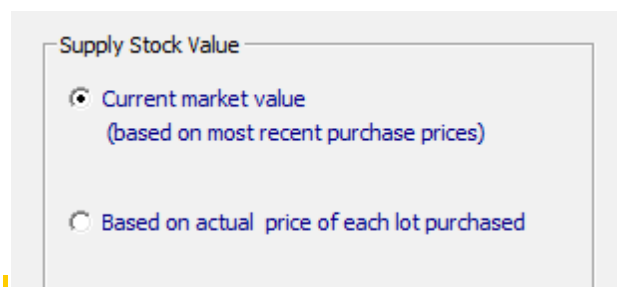 Supply Stock Value
Current market value
(based on most recent purchase prices)
Based on actual  price of each lot purchased